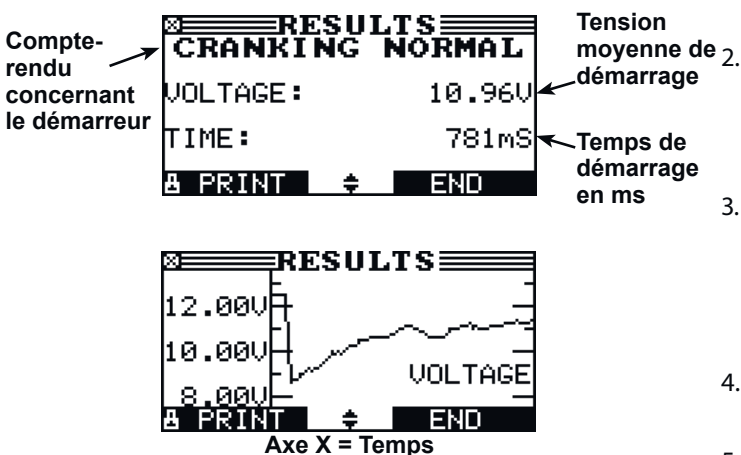 Compte-
rendu
concernant
le démarreur
RESULTS
CRANKING NORMAL
VOLTAGE: 10.96V
TIME: 781mS
PRINT END
Tension
moyenne de
démarrage
Temps de
démarrage
en ms
2.
3.
RESULTS
12.00V
10.00V
8.00V
VOLTAGE
PRINT END
Axe X = Temps
4.